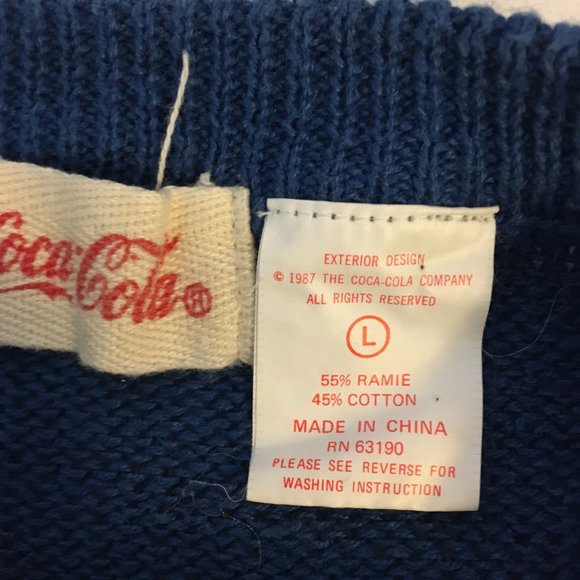 Coca-Cola®
EXTERIOR DESIGN
© 1987 THE COCA-COLA COMPANY
ALL RIGHTS RESERVED
L
55% RAMIE
45% COTTON
MADE IN CHINA
RN 63190
PLEASE SEE REVERSE FOR
WASHING INSTRUCTION